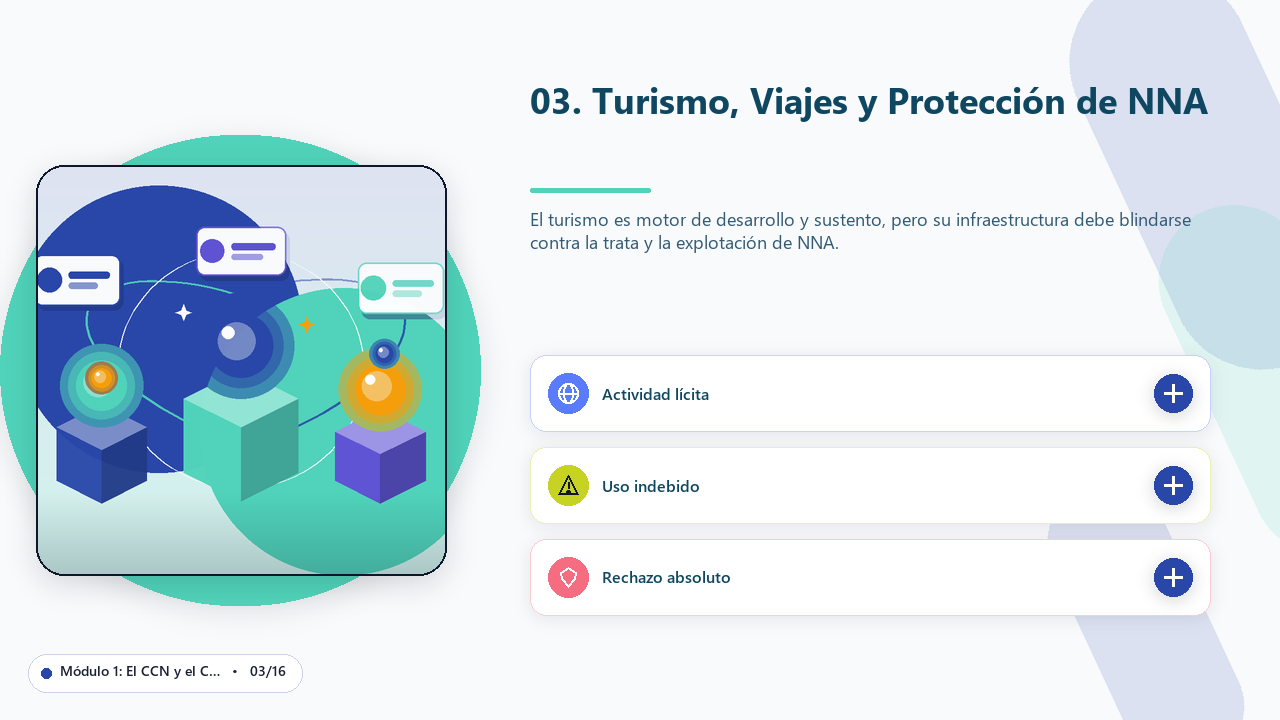 03. Turismo, Viajes y Protección de NNA
El turismo es motor de desarrollo y sustento, pero su infraestructura debe blindarse
contra la trata y la explotación de NNA.
Actividad lícita
Uso indebido
Rechazo absoluto
Módulo 1: El CCN y el C... • 03/16